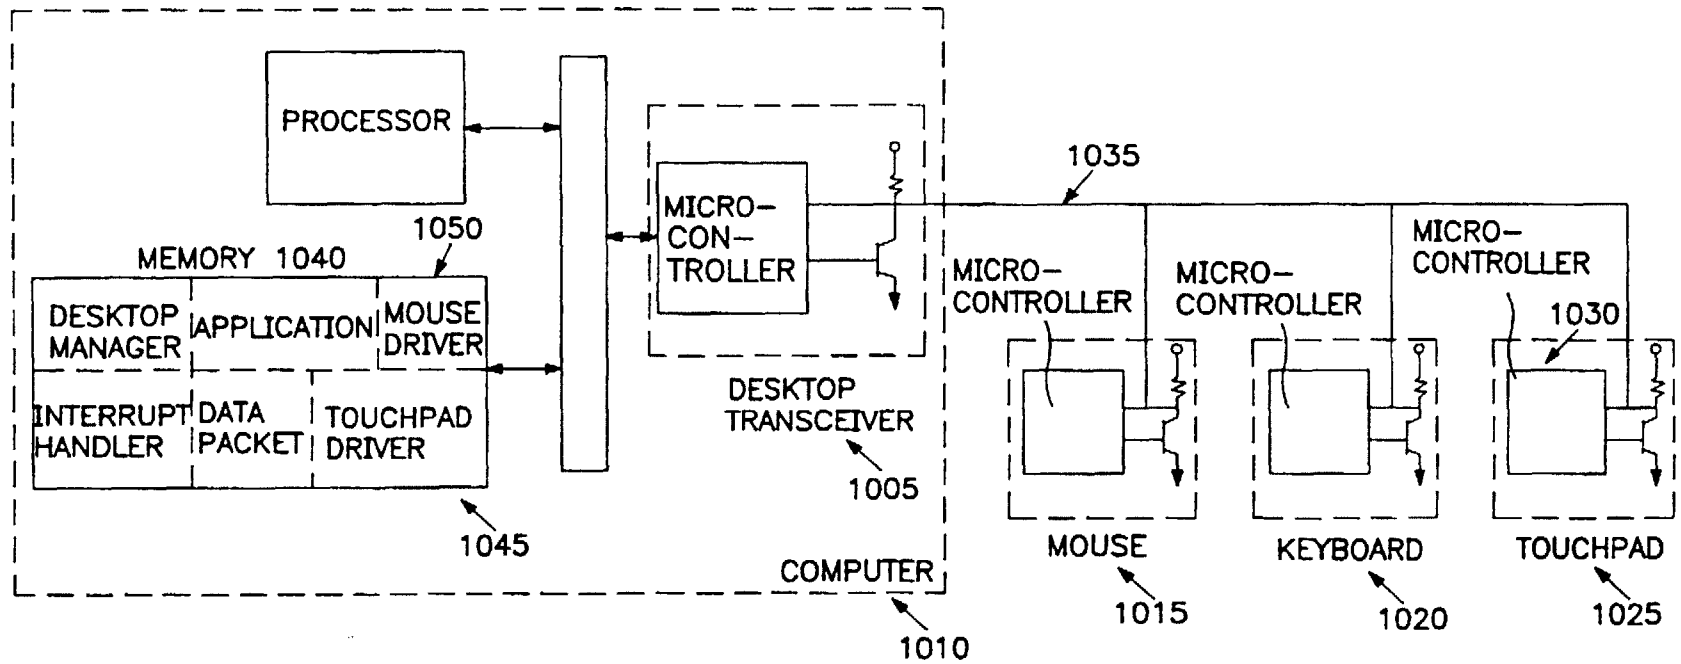 PROCESSOR
1050
MEMORY 1040
DESKTOP
MANAGER
APPLICATION
MOUSE
DRIVER
INTERRUPT
HANDLER
DATA
PACKET
TOUCHPAD
DRIVER
1045
MICRO-
CON-
TROLLER
DESKTOP
TRANSCEIVER
1005
COMPUTER
1010
1035
MICRO-
CONTROLLER
MOUSE
1015
MICRO-
CONTROLLER
KEYBOARD
1020
MICRO-
CONTROLLER
1030
TOUCHPAD
1025